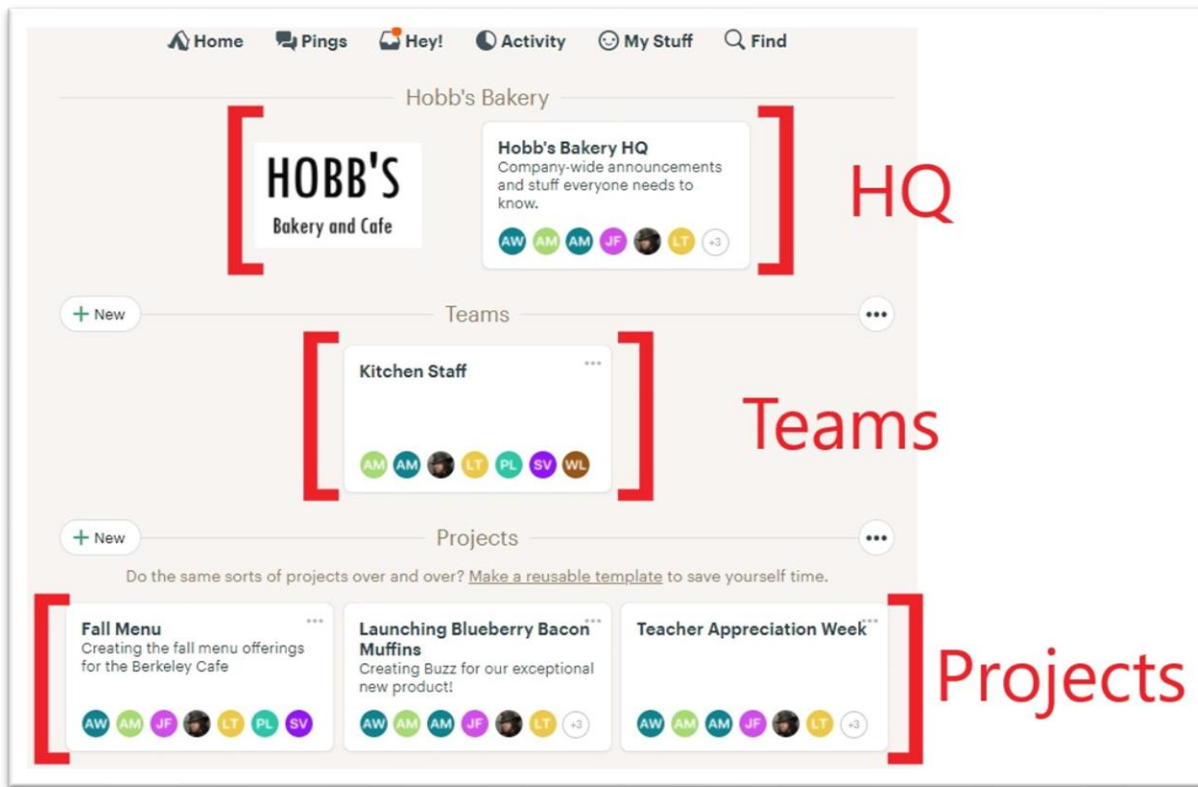 Home Pings Hey! Activity My Stuff Find
Hobb's Bakery
HOBB'S
Bakery and Cafe
Hobb's Bakery HQ
Company-wide announcements
and stuff everyone needs to
know.
AW AM AM JF LT +3
HQ
+ New Teams
Kitchen Staff
AM AM LT PL SV WL
Teams
+ New Projects
Do the same sorts of projects over and over? Make a reusable template to save yourself time.
Fall Menu
Creating the fall menu offerings
for the Berkeley Cafe
AW AM JF LT PL SV
Launching Blueberry Bacon
Muffins
Creating Buzz for our exceptional
new product!
AW AM AM JF LT +3
Teacher Appreciation Week
AW AM AM JF LT +3
Projects